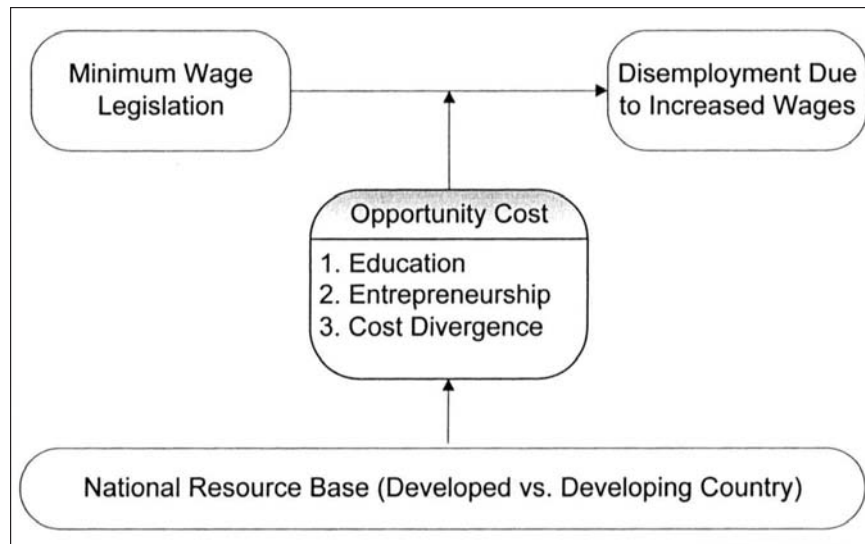 Minimum Wage
Legislation
Disemployment Due
to Increased Wages
Opportunity Cost
1. Education
2. Entrepreneurship
3. Cost Divergence
National Resource Base (Developed vs. Developing Country)